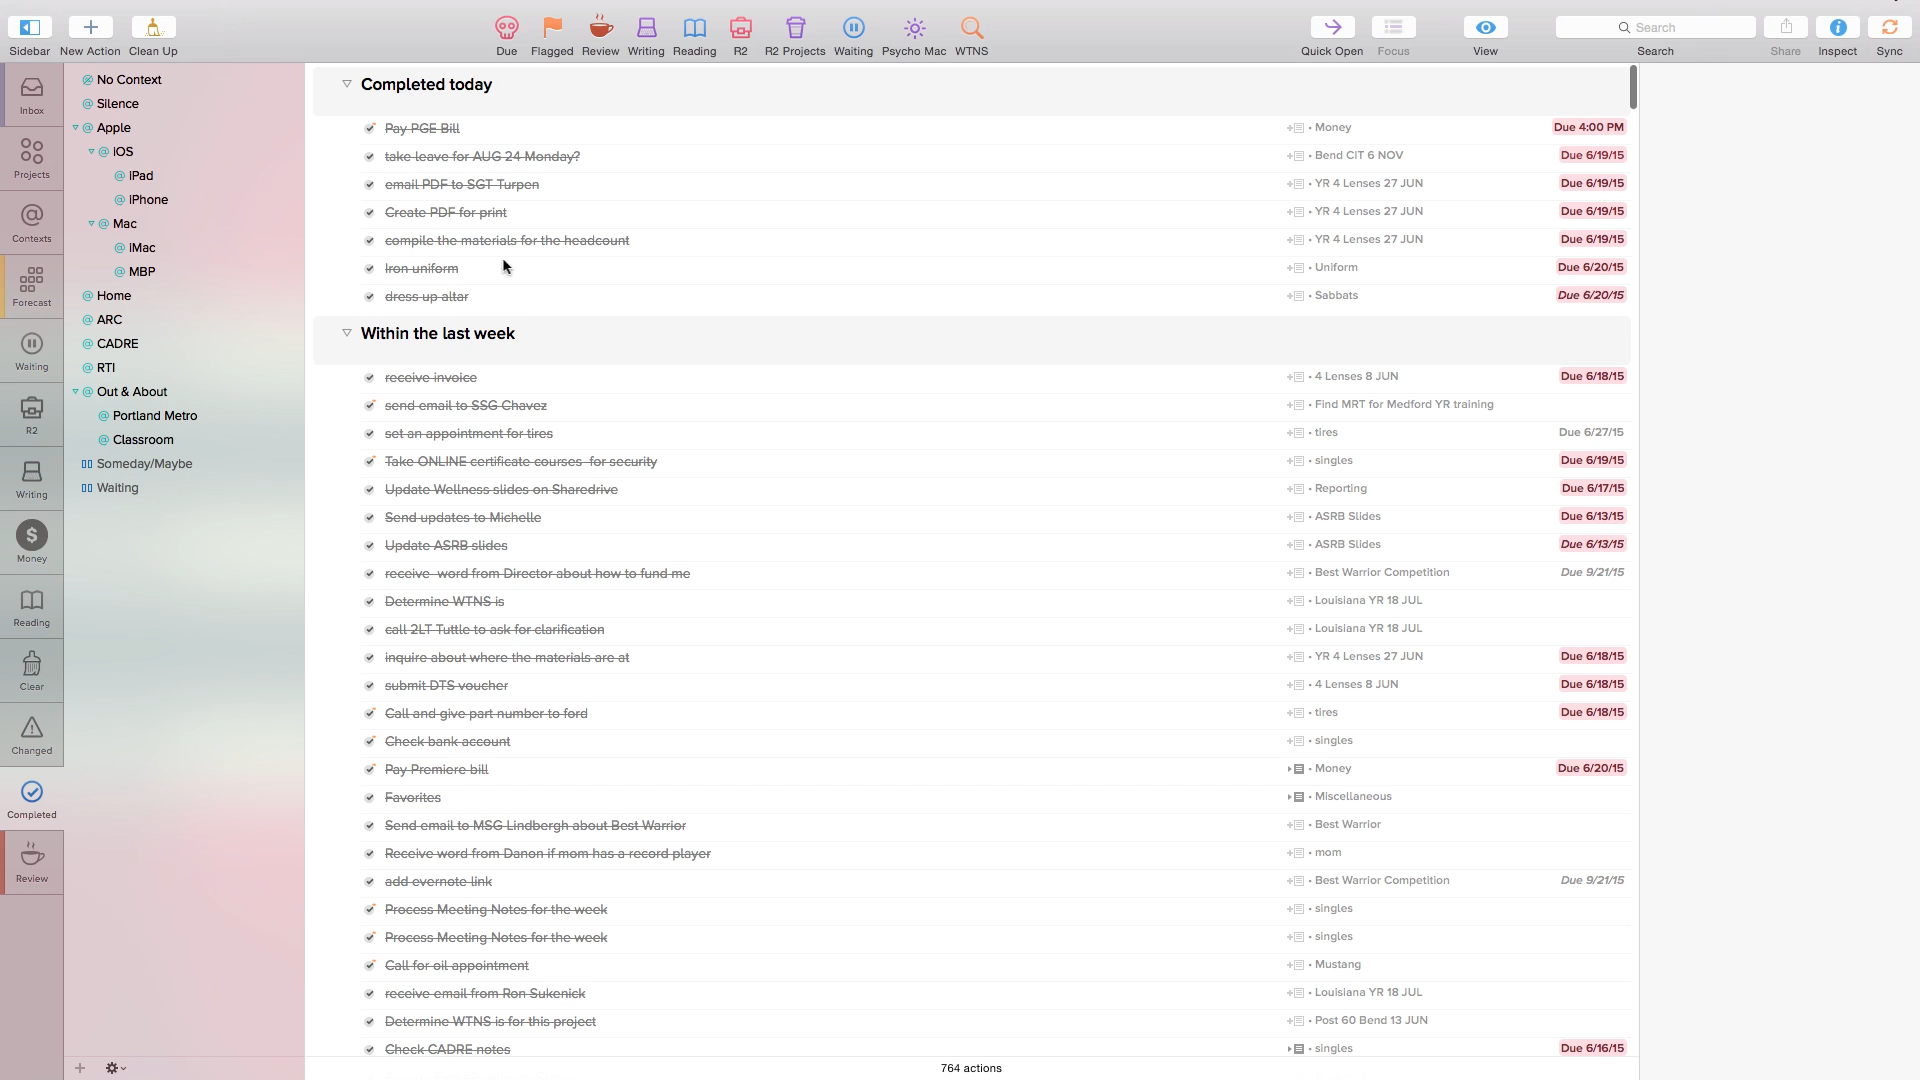 Sidebar New Action Clean Up Due Flagged Review Writing Reading R2 R2 Projects Waiting Psycho Mac WTNS Quick Open Focus View Search Search Share Inspect Sync
Inbox
Projects
Contexts
Forecast
Waiting
R2
Writing
$
Money
Reading
Clear
Changed
Completed
Review
No Context
Silence
Apple
iOS
iPad
iPhone
Mac
iMac
MBP
Home
ARC
CADRE
RTI
Out & About
Portland Metro
Classroom
Someday/Maybe
Waiting
Completed today
Pay PGE Bill • Money Due 4:00 PM
take leave for AUG 24 Monday? • Bend CIT 6 NOV Due 6/19/15
email PDF to SGT Turpen • YR 4 Lenses 27 JUN Due 6/19/15
Create PDF for print • YR 4 Lenses 27 JUN Due 6/19/15
compile the materials for the headcount • YR 4 Lenses 27 JUN Due 6/19/15
Iron uniform • Uniform Due 6/20/15
dress up altar • Sabbats Due 6/20/15
Within the last week
receive invoice • 4 Lenses 8 JUN Due 6/18/15
send email to SSG Chavez • Find MRT for Medford YR training
set an appointment for tires • tires Due 6/27/15
Take ONLINE certificate courses for security • singles Due 6/19/15
Update Wellness slides on Sharedrive • Reporting Due 6/17/15
Send updates to Michelle • ASRB Slides Due 6/13/15
Update ASRB slides • ASRB Slides Due 6/13/15
receive word from Director about how to fund me • Best Warrior Competition Due 9/21/15
Determine WTNS is • Louisiana YR 18 JUL
call 2LT Tuttle to ask for clarification • Louisiana YR 18 JUL
inquire about where the materials are at • YR 4 Lenses 27 JUN Due 6/18/15
submit DTS voucher • 4 Lenses 8 JUN Due 6/18/15
Call and give part number to ford • tires Due 6/18/15
Check bank account • singles
Pay Premiere bill • Money Due 6/20/15
Favorites • Miscellaneous
Send email to MSG Lindbergh about Best Warrior • Best Warrior
Receive word from Danon if mom has a record player • mom
add evernote link • Best Warrior Competition Due 9/21/15
Process Meeting Notes for the week • singles
Process Meeting Notes for the week • singles
Call for oil appointment • Mustang
receive email from Ron Sukenick • Louisiana YR 18 JUL
Determine WTNS is for this project • Post 60 Bend 13 JUN
Check CADRE notes • singles Due 6/16/15
764 actions